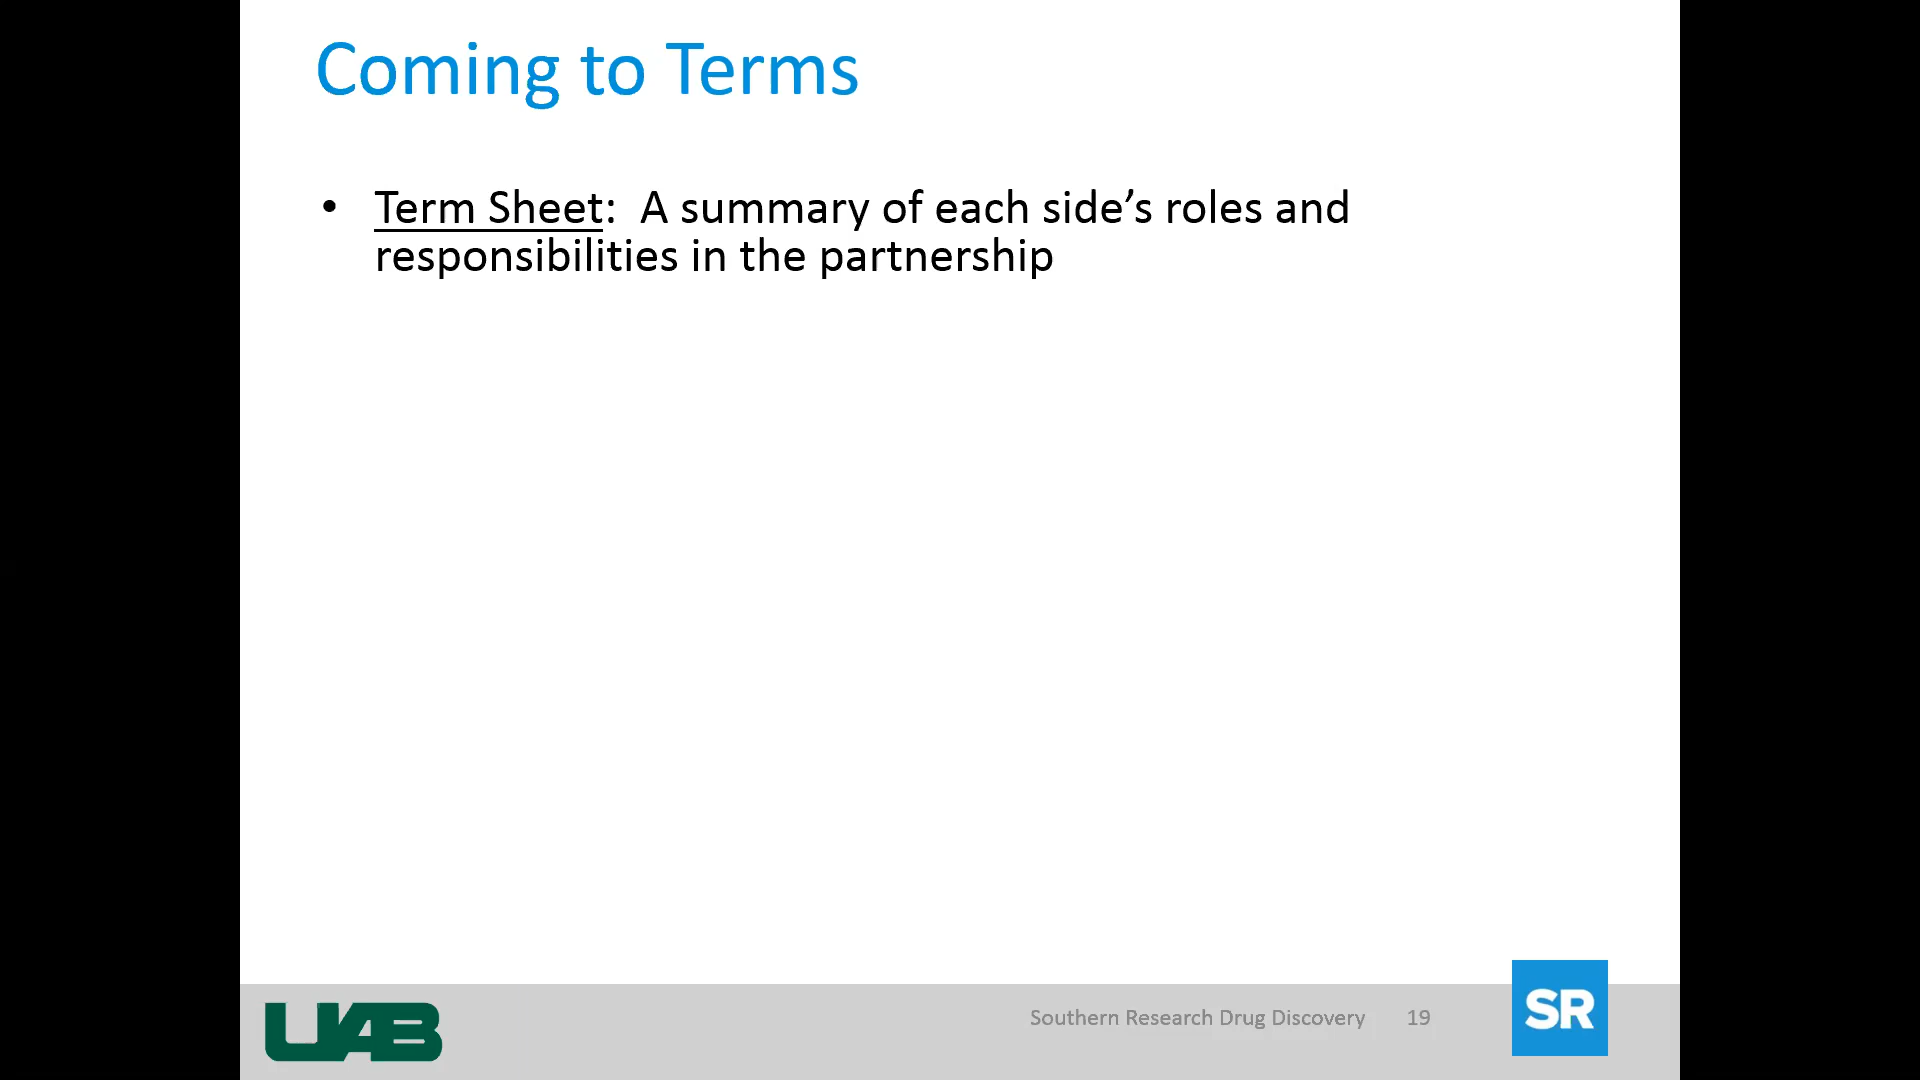 Coming to Terms
• Term Sheet:  A summary of each side’s roles and
responsibilities in the partnership
UAB
Southern Research Drug Discovery 19
SR